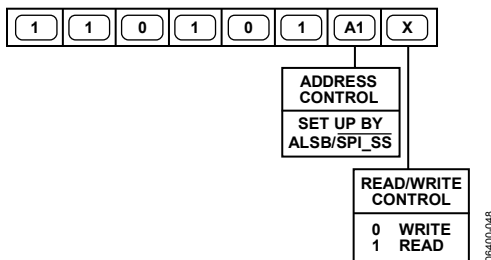 1 1 0 1 0 1 A1 X
ADDRESS
CONTROL
SET UP BY
ALSB/SPI_SS
READ/WRITE
CONTROL
0 WRITE
1 READ
06400-048